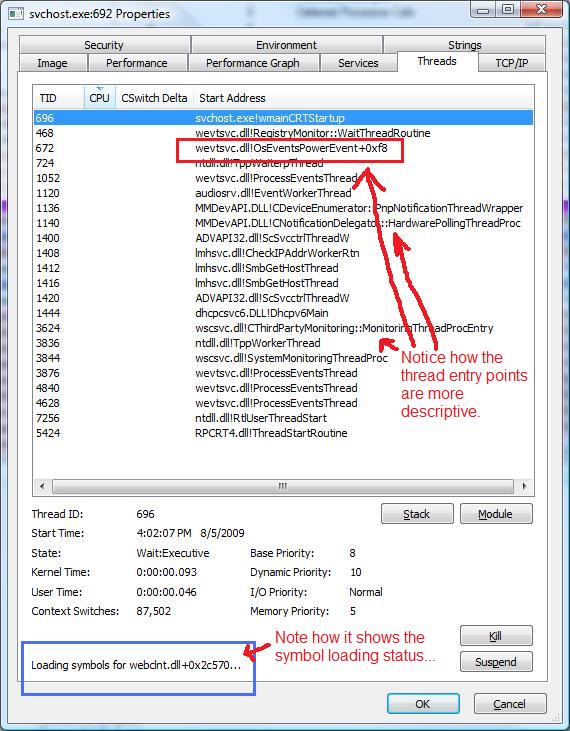 Deferred Procedure Calls
svchost.exe:692 Properties
Security Environment Strings
Image Performance Performance Graph Services Threads TCP/IP
TID CPU CSwitch Delta Start Address
696 svchost.exe!wmainCRTStartup
468 wevtsvc.dll!RegistryMonitor::WaitThreadRoutine
672 wevtsvc.dll!OsEventsPowerEvent+0xf8
724 ntdll.dll!TppWaiterpThread
1052 wevtsvc.dll!ProcessEventsThread
1120 audiosrv.dll!EventWorkerThread
1136 MMDevAPI.DLL!CDeviceEnumerator::PnpNotificationThreadWrapper
1140 MMDevAPI.DLL!CNotificationDelegator::HardwarePollingThreadProc
1400 ADVAPI32.dll!ScSvcctrlThreadW
1408 lmhsvc.dll!CheckIPAddrWorkerRtn
1412 lmhsvc.dll!SmbGetHostThread
1416 lmhsvc.dll!SmbGetHostThread
1420 ADVAPI32.dll!ScSvcctrlThreadW
1444 dhcpcsvc6.DLL!Dhcpv6Main
3624 wscsvc.dll!CThirdPartyMonitoring::MonitoringThreadProcEntry
3836 ntdll.dll!TppWorkerThread
3844 wscsvc.dll!SystemMonitoringThreadProc
3876 wevtsvc.dll!ProcessEventsThread
4840 wevtsvc.dll!ProcessEventsThread
4628 wevtsvc.dll!ProcessEventsThread
7256 ntdll.dll!RtlUserThreadStart
5424 RPCRT4.dll!ThreadStartRoutine
Notice how the
thread entry points
are more
descriptive.
Thread ID: 696 Stack Module
Start Time: 4:02:07 PM 8/5/2009
State: Wait:Executive Base Priority: 8
Kernel Time: 0:00:00.093 Dynamic Priority: 10
User Time: 0:00:00.046 I/O Priority: Normal
Context Switches: 87,502 Memory Priority: 5
Note how it shows the
symbol loading status...
Loading symbols for webclnt.dll+0x2c570...
Kill
Suspend
OK Cancel